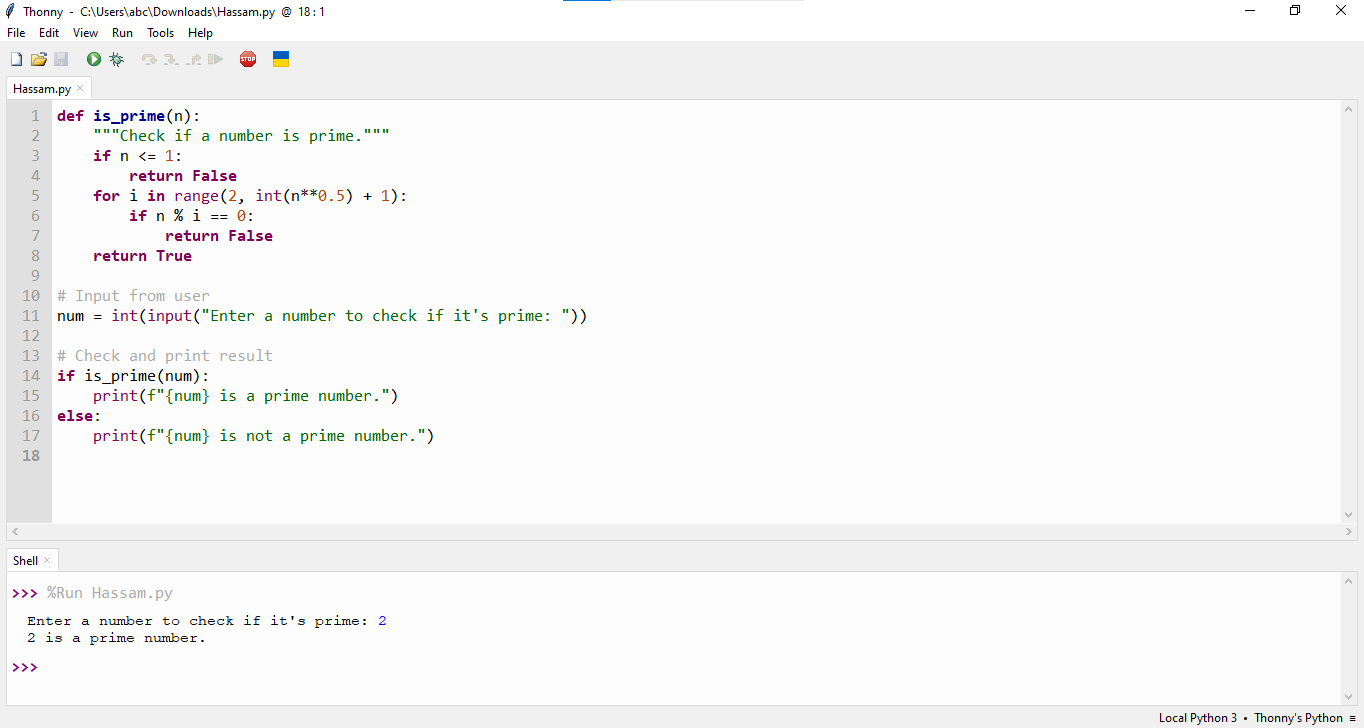 Thonny - C:\Users\abc\Downloads\Hassam.py @ 18:1
File Edit View Run Tools Help
STOP
Hassam.py ×
1 def is_prime(n):
2     """Check if a number is prime."""
3     if n <= 1:
4         return False
5     for i in range(2, int(n**0.5) + 1):
6         if n % i == 0:
7             return False
8     return True
9
10 # Input from user
11 num = int(input("Enter a number to check if it's prime: "))
12
13 # Check and print result
14 if is_prime(num):
15     print(f"{num} is a prime number.")
16 else:
17     print(f"{num} is not a prime number.")
18
Shell ×
>>> %Run Hassam.py
Enter a number to check if it's prime: 2
2 is a prime number.
>>>
Local Python 3 • Thonny's Python ≡